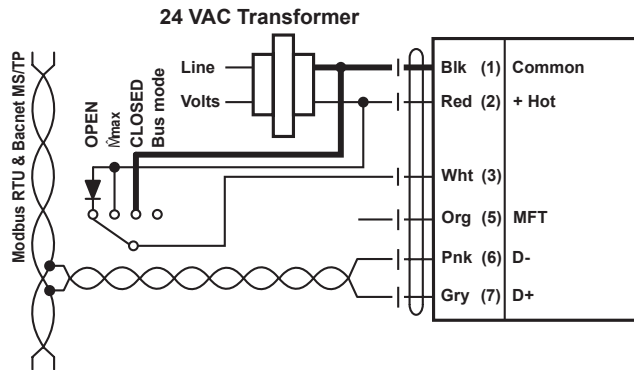 24 VAC Transformer
Line
Volts
Modbus RTU & Bacnet MS/TP
OPEN
V̇max
CLOSED
Bus mode
Blk (1) Common
Red (2) + Hot
Wht (3)
Org (5) MFT
Pnk (6) D-
Gry (7) D+